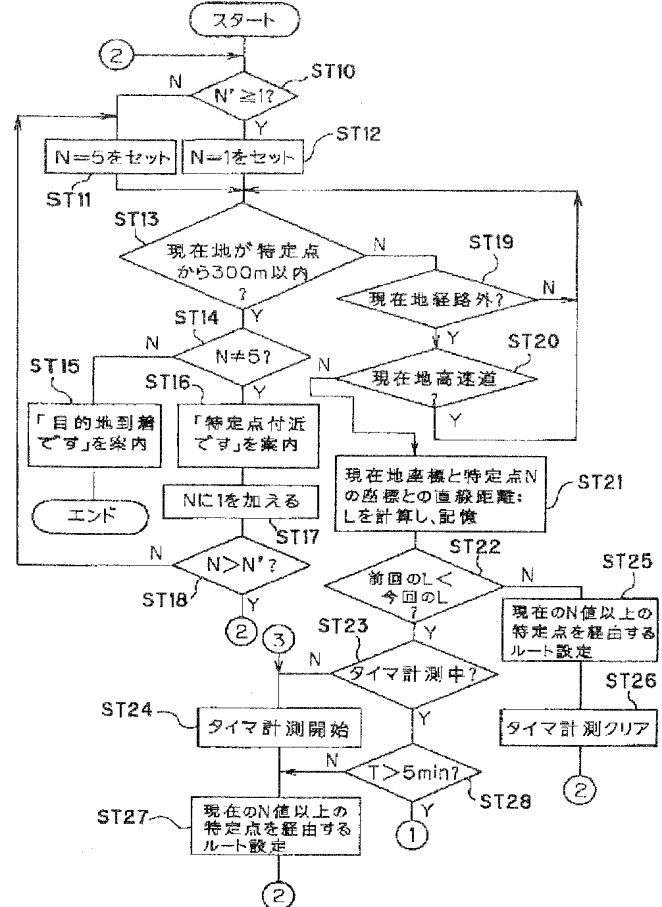 スタート
②
ST10
N
N'≧1?
Y
N=5をセット
N=1をセット
ST12
ST11
ST13
現在地が特定点
から300m以内
?
N
Y
ST19
現在地経路外?
N
Y
ST14
N
N≠5?
Y
ST20
N
現在地高速道
?
Y
ST15
ST16
「目的地到着
です」を案内
「特定点付近
です」を案内
エンド
Nに1を加える
ST17
現在地座標と特定点N
の座標との直線距離:
Lを計算し、記憶
ST21
N
N>N'?
ST18
Y
②
ST22
前回のL<
今回のL
?
N
Y
ST25
現在のN値以上の
特定点を経由する
ルート設定
③
ST23
N
タイマ計測中?
Y
ST26
タイマ計測クリア
②
ST24
タイマ計測開始
N
T>5min?
ST28
Y
①
ST27
現在のN値以上の
特定点を経由する
ルート設定
②